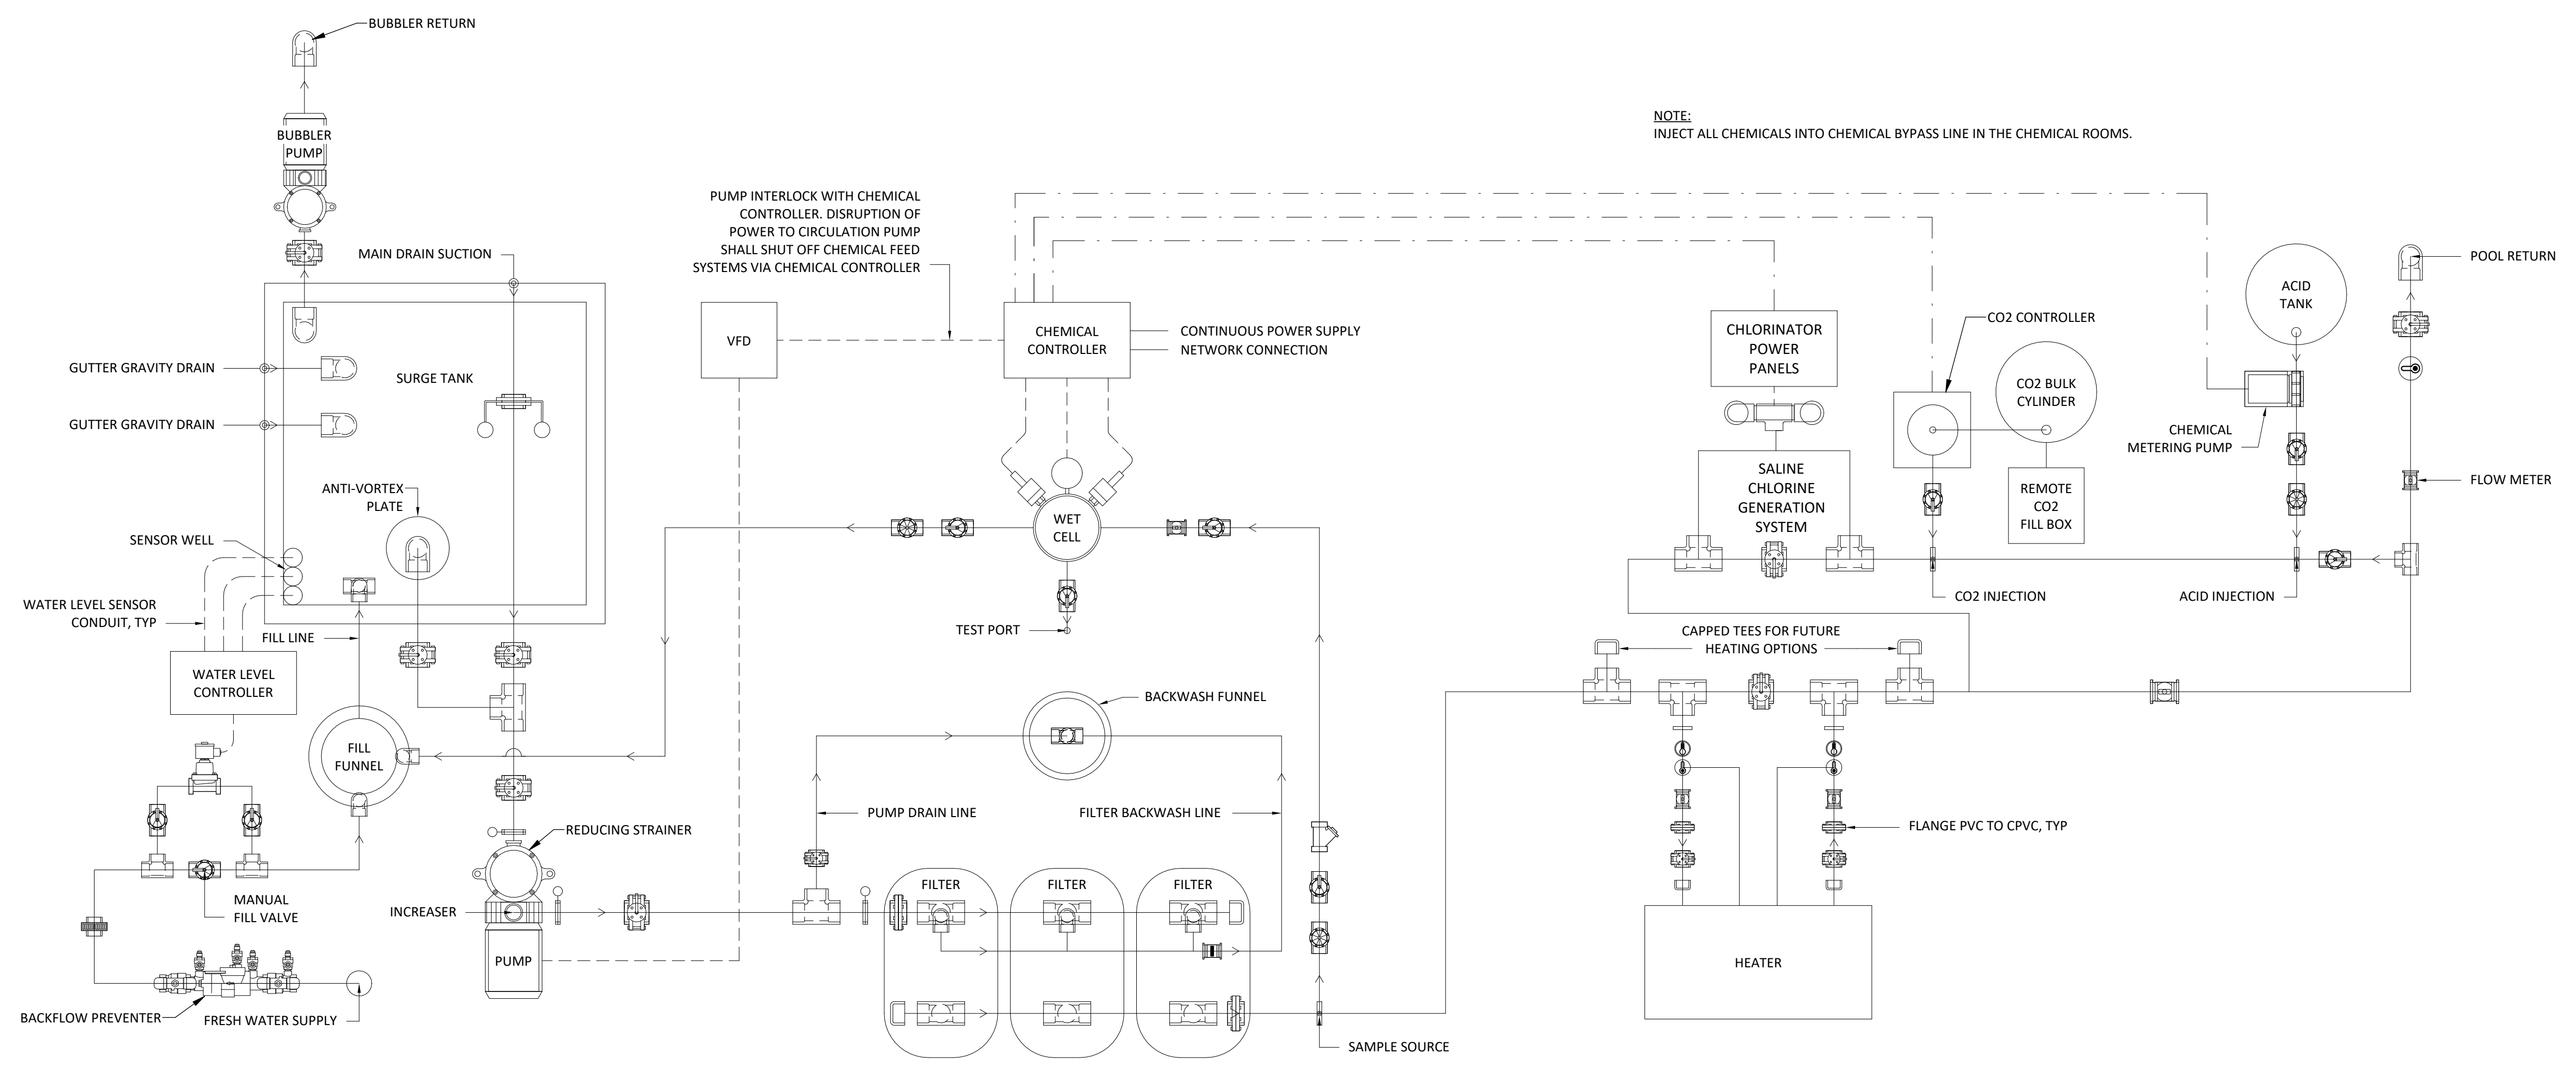 BUBBLER RETURN
BUBBLER
PUMP
NOTE:
INJECT ALL CHEMICALS INTO CHEMICAL BYPASS LINE IN THE CHEMICAL ROOMS.
PUMP INTERLOCK WITH CHEMICAL
CONTROLLER. DISRUPTION OF
POWER TO CIRCULATION PUMP
SHALL SHUT OFF CHEMICAL FEED
SYSTEMS VIA CHEMICAL CONTROLLER
MAIN DRAIN SUCTION
POOL RETURN
ACID
TANK
CO2 CONTROLLER
VFD
CHEMICAL
CONTROLLER
CONTINUOUS POWER SUPPLY
NETWORK CONNECTION
CHLORINATOR
POWER
PANELS
GUTTER GRAVITY DRAIN
SURGE TANK
CO2 BULK
CYLINDER
GUTTER GRAVITY DRAIN
CHEMICAL
METERING PUMP
ANTI-VORTEX
PLATE
SALINE
CHLORINE
GENERATION
SYSTEM
REMOTE
CO2
FILL BOX
FLOW METER
WET
CELL
SENSOR WELL
WATER LEVEL SENSOR
CONDUIT, TYP
CO2 INJECTION
ACID INJECTION
FILL LINE
TEST PORT
CAPPED TEES FOR FUTURE
HEATING OPTIONS
WATER LEVEL
CONTROLLER
BACKWASH FUNNEL
FILL
FUNNEL
PUMP DRAIN LINE
FILTER BACKWASH LINE
REDUCING STRAINER
FLANGE PVC TO CPVC, TYP
FILTER
FILTER
FILTER
MANUAL
FILL VALVE
INCREASER
PUMP
HEATER
BACKFLOW PREVENTER
FRESH WATER SUPPLY
SAMPLE SOURCE